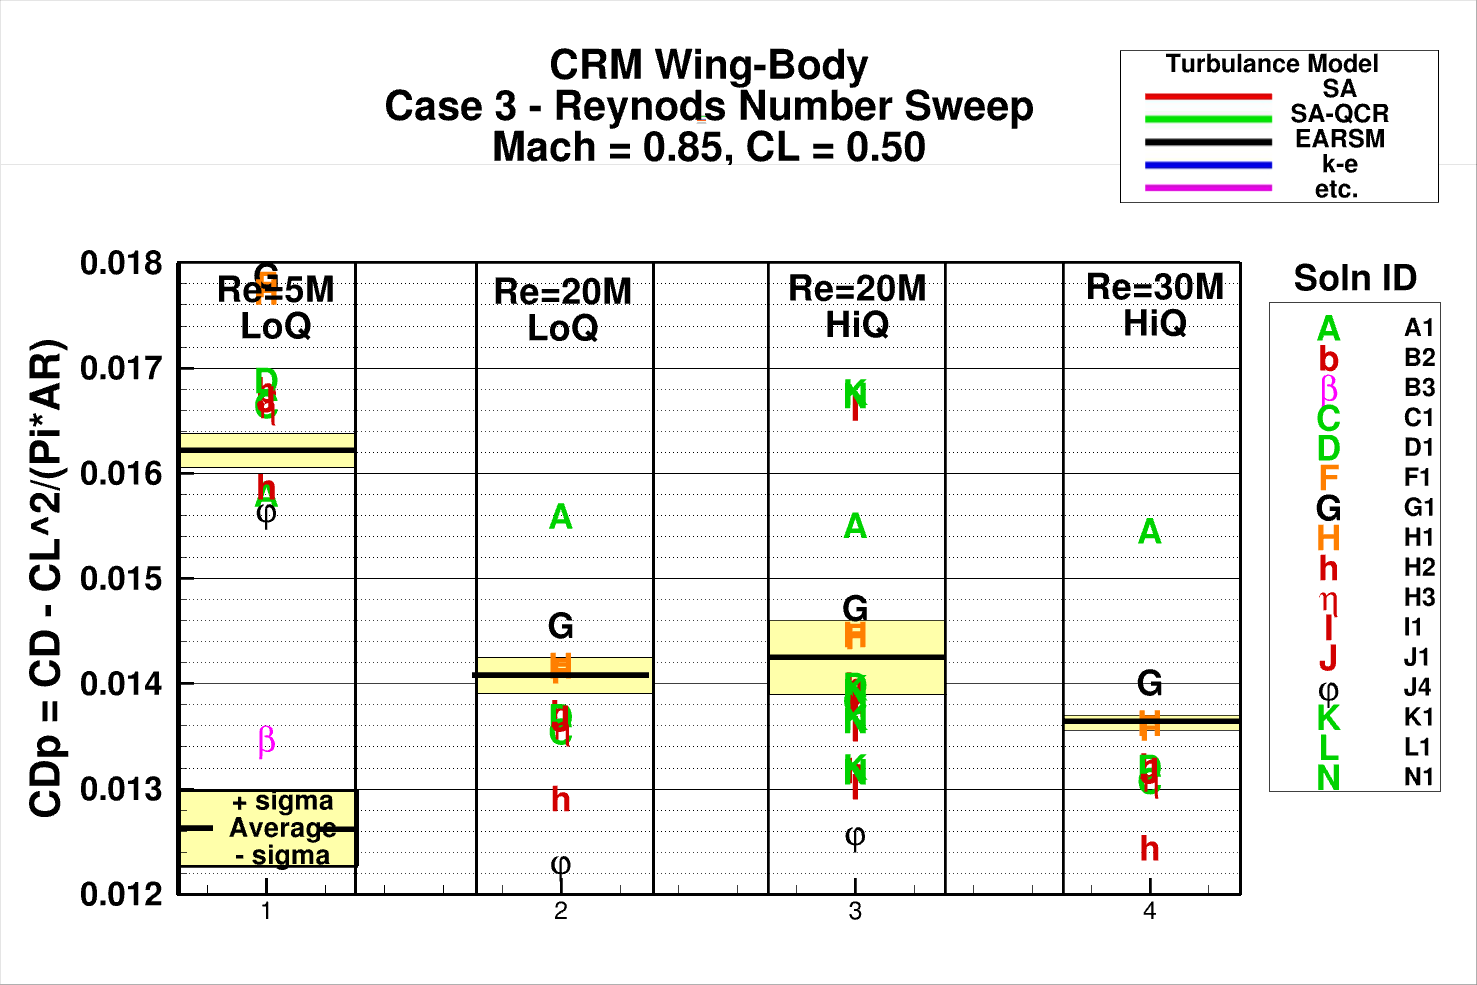 CRM Wing-Body
Case 3 - Reynods Number Sweep
Mach = 0.85, CL = 0.50
Turbulance Model
SA
SA-QCR
EARSM
k-e
etc.
CDp = CD - CL^2/(Pi*AR)
0.018
0.017
0.016
0.015
0.014
0.013
0.012
Re=5M
LoQ
Re=20M
LoQ
Re=20M
HiQ
Re=30M
HiQ
G
D
C
η
h
A
φ
β
+ sigma
Average
- sigma
A
G
H
h
φ
K
N
I
A
G
H
K
N
φ
A
G
H
h
1
2
3
4
Soln ID
A A1
b B2
β B3
C C1
D D1
F F1
G G1
H H1
h H2
η H3
I I1
J J1
φ J4
K K1
L L1
N N1